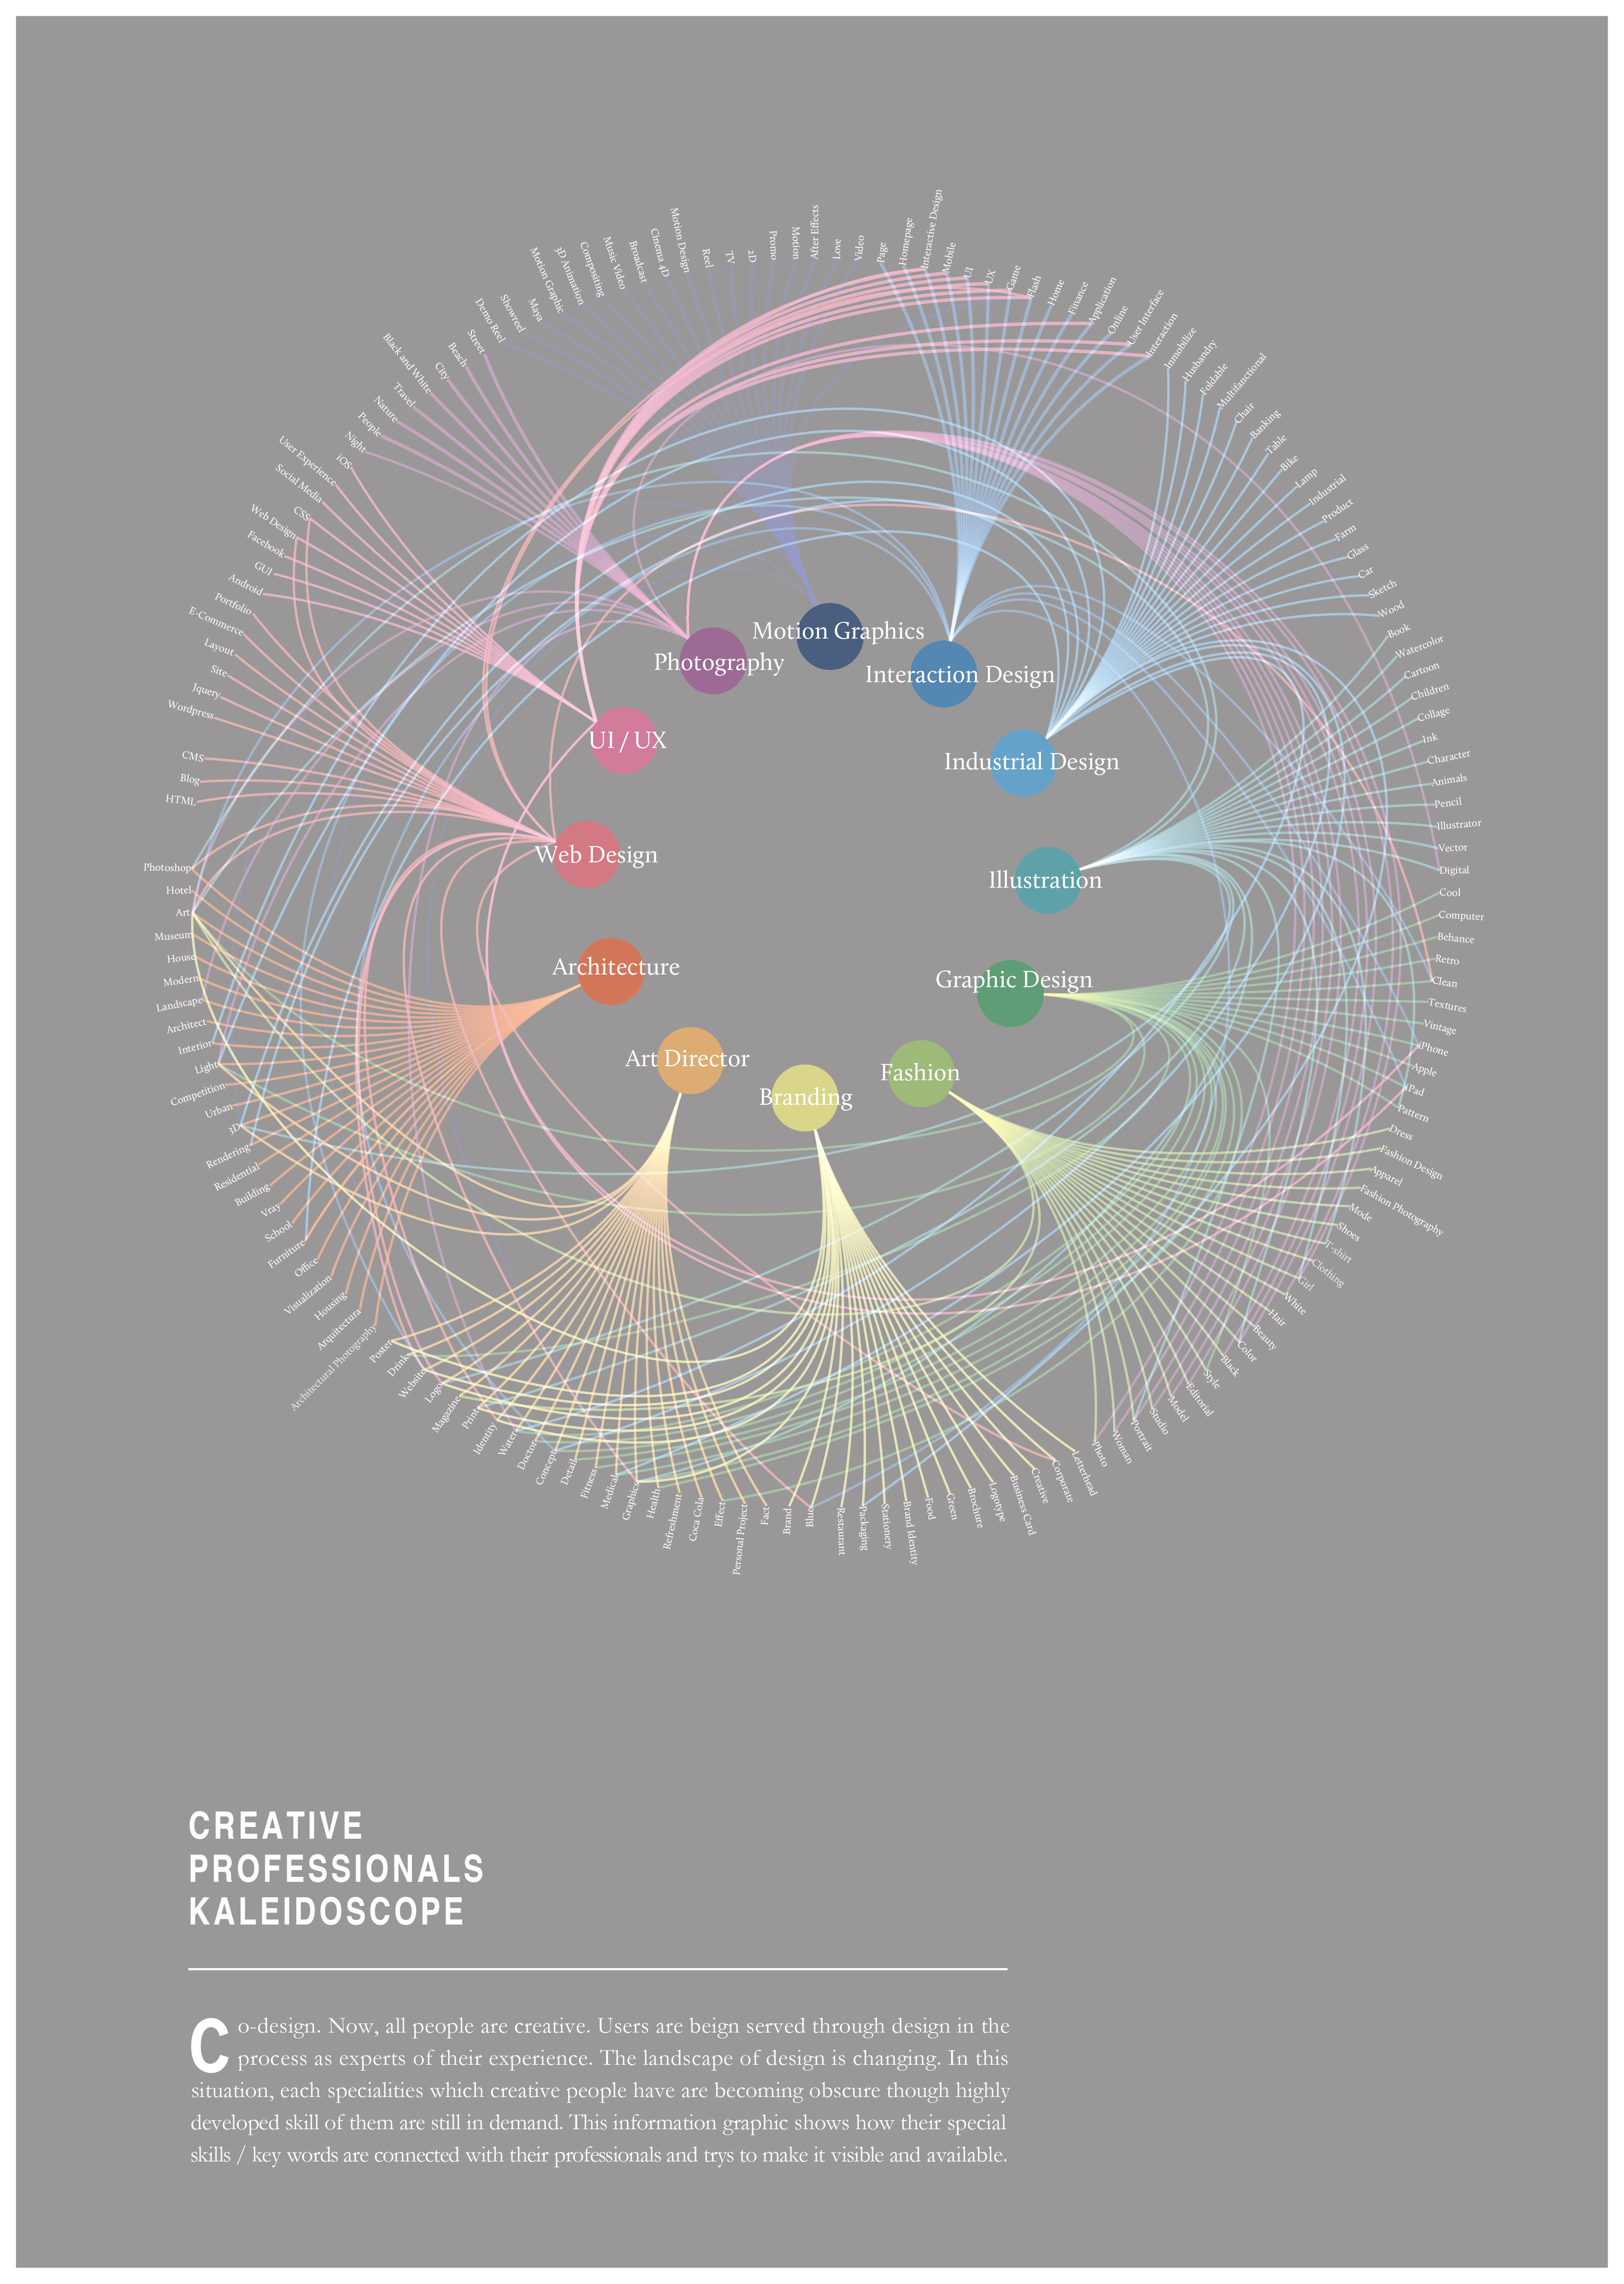 Motion Graphics
Photography
Interaction Design
UI / UX
Industrial Design
Web Design
Illustration
Architecture
Graphic Design
Art Director
Fashion
Branding
Page
Homepage
Interactive Design
Mobile
UI
UX
Game
Flash
Home
Finance
Application
Online
User Interface
Interaction
Inmobilize
Husbandry
Foldable
Multifanctional
Chair
Banking
Table
Bike
Lamp
Industrial
Product
Farm
Glass
Car
Sketch
Wood
Book
Watercolor
Cartoon
Children
Collage
Ink
Character
Animals
Pencil
Illustrator
Vector
Digital
Cool
Computer
Behance
Retro
Clean
Textures
Vintage
iPhone
Apple
iPad
Pattern
Dress
Fashion Design
Apparel
Fashion Photography
Mode
Shoes
T-shirt
Clothing
Girl
White
Hair
Beauty
Color
Black
Style
Editorial
Model
Studio
Portrait
Woman
Photo
Letterhead
Corporate
Creative
Business Card
Logotype
Brochure
Green
Food
Brand Identity
Stationery
Packaging
Restaurant
Blue
Brand
Fact
Personal Project
Effect
Coca Cola
Refreshment
Health
Graphics
Medical
Fitness
Detail
Concept
Doctor
Water
Identity
Print
Magazine
Logo
Website
Drink
Poster
Architectural Photography
Arquitectura
Housing
Visualization
Office
Furniture
School
Vray
Building
Residential
Rendering
3D
Urban
Competition
Light
Interior
Architect
Landscape
Modern
House
Museum
Art
Hotel
Photoshop
HTML
Blog
CMS
Wordpress
Jquery
Site
Layout
E-Commerce
Portfolio
Android
GUI
Facebook
Web Design
CSS
Social Media
User Experience
iOS
Night
People
Nature
Travel
Black and White
City
Beach
Street
Demo Reel
Showreel
Maya
Motion Graphic
3D Animation
Compositing
Music Video
Broadcast
Cinema 4D
Motion Design
Reel
TV
2D
Promo
Motion
After Effects
Love
Video
CREATIVE
PROFESSIONALS
KALEIDOSCOPE
Co-design. Now, all people are creative. Users are beign served through design in the
process as experts of their experience. The landscape of design is changing. In this
situation, each specialities which creative people have are becoming obscure though highly
developed skill of them are still in demand. This information graphic shows how their special
skills / key words are connected with their professionals and trys to make it visible and available.